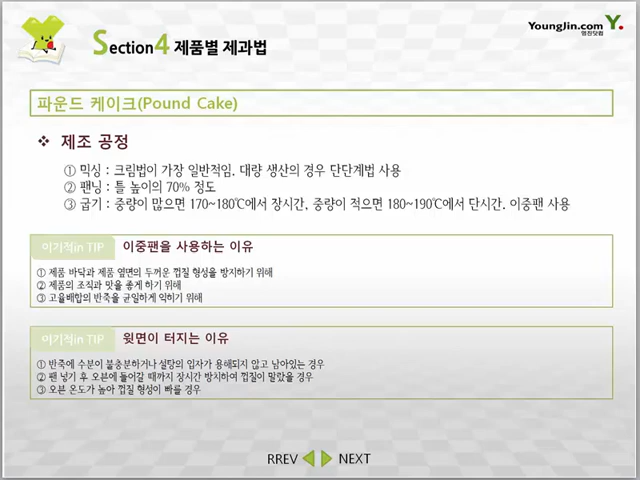 Section4 제품별 제과법
YoungJin.com Y.
영진닷컴
파운드 케이크(Pound Cake)
❖ 제조 공정
① 믹싱 : 크림법이 가장 일반적임. 대량 생산의 경우 단단계법 사용
② 팬닝 : 틀 높이의 70% 정도
③ 굽기 : 중량이 많으면 170~180℃에서 장시간, 중량이 적으면 180~190℃에서 단시간. 이중팬 사용
이기적in TIP 이중팬을 사용하는 이유
① 제품 바닥과 제품 옆면의 두꺼운 껍질 형성을 방지하기 위해
② 제품의 조직과 맛을 좋게 하기 위해
③ 고율배합의 반죽을 균일하게 익히기 위해
이기적in TIP 윗면이 터지는 이유
① 반죽에 수분이 불충분하거나 설탕의 입자가 용해되지 않고 남아있는 경우
② 팬 넣기 후 오븐에 들어갈 때까지 장시간 방치하여 껍질이 말랐을 경우
③ 오븐 온도가 높아 껍질 형성이 빠를 경우
RREV NEXT